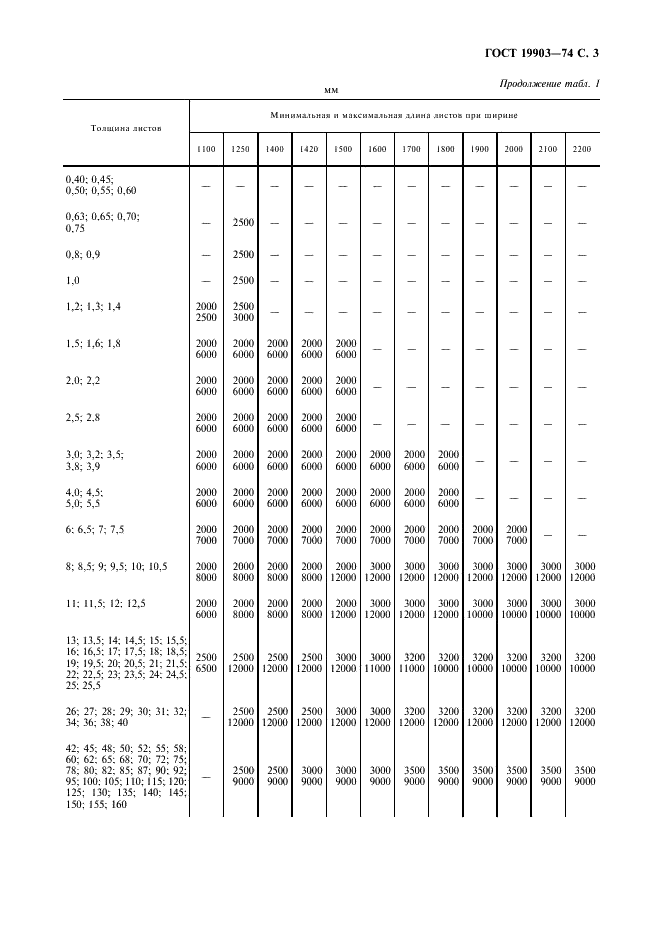 ГОСТ 19903—74 С. 3
Продолжение табл. 1
мм
Толщина листов
Минимальная и максимальная длина листов при ширине
1100 1250 1400 1420 1500 1600 1700 1800 1900 2000 2100 2200
0,40; 0,45;
0,50; 0,55; 0,60 — — — — — — — — — — — —
0,63; 0,65; 0,70;
0,75 — 2500 — — — — — — — — — —
0,8; 0,9 — 2500 — — — — — — — — — —
1,0 — 2500 — — — — — — — — — —
1,2; 1,3; 1,4 2000 2500 — — — — — — — — — —
2500 3000
1,5; 1,6; 1,8 2000 2000 2000 2000 2000 — — — — — — —
6000 6000 6000 6000 6000
2,0; 2,2 2000 2000 2000 2000 2000 — — — — — — —
6000 6000 6000 6000 6000
2,5; 2,8 2000 2000 2000 2000 2000 — — — — — — —
6000 6000 6000 6000 6000
3,0; 3,2; 3,5; 2000 2000 2000 2000 2000 2000 2000 2000 — — — —
3,8; 3,9 6000 6000 6000 6000 6000 6000 6000 6000
4,0; 4,5; 2000 2000 2000 2000 2000 2000 2000 2000 — — — —
5,0; 5,5 6000 6000 6000 6000 6000 6000 6000 6000
6; 6,5; 7; 7,5 2000 2000 2000 2000 2000 2000 2000 2000 2000 2000 — —
7000 7000 7000 7000 7000 7000 7000 7000 7000 7000
8; 8,5; 9; 9,5; 10; 10,5 2000 2000 2000 2000 2000 3000 3000 3000 3000 3000 3000 3000
8000 8000 8000 8000 12000 12000 12000 12000 12000 12000 12000 12000
11; 11,5; 12; 12,5 2000 2000 2000 2000 2000 3000 3000 3000 3000 3000 3000 3000
6000 8000 8000 8000 12000 12000 12000 12000 10000 10000 10000 10000
13; 13,5; 14; 14,5; 15; 15,5;
16; 16,5; 17; 17,5; 18; 18,5;
19; 19,5; 20; 20,5; 21; 21,5; 2500 2500 2500 2500 3000 3000 3200 3200 3200 3200 3200 3200
22; 22,5; 23; 23,5; 24; 24,5; 6500 12000 12000 12000 12000 11000 11000 10000 10000 10000 10000 10000
25; 25,5
26; 27; 28; 29; 30; 31; 32; — 2500 2500 2500 3000 3000 3200 3200 3200 3200 3200 3200
34; 36; 38; 40 12000 12000 12000 12000 12000 12000 12000 12000 12000 12000 12000
42; 45; 48; 50; 52; 55; 58;
60; 62; 65; 68; 70; 72; 75;
78; 80; 82; 85; 87; 90; 92; — 2500 2500 3000 3000 3000 3500 3500 3500 3500 3500 3500
95; 100; 105; 110; 115; 120; 9000 9000 9000 9000 9000 9000 9000 9000 9000 9000 9000
125; 130; 135; 140; 145;
150; 155; 160